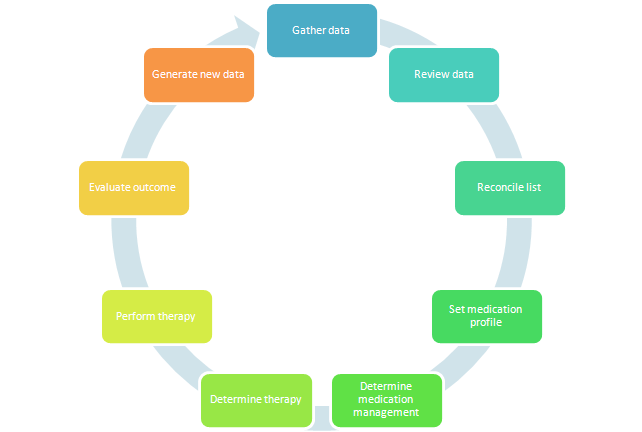 Gather data
Review data
Reconcile list
Set medication
profile
Determine
medication
management
Determine therapy
Perform therapy
Evaluate outcome
Generate new data